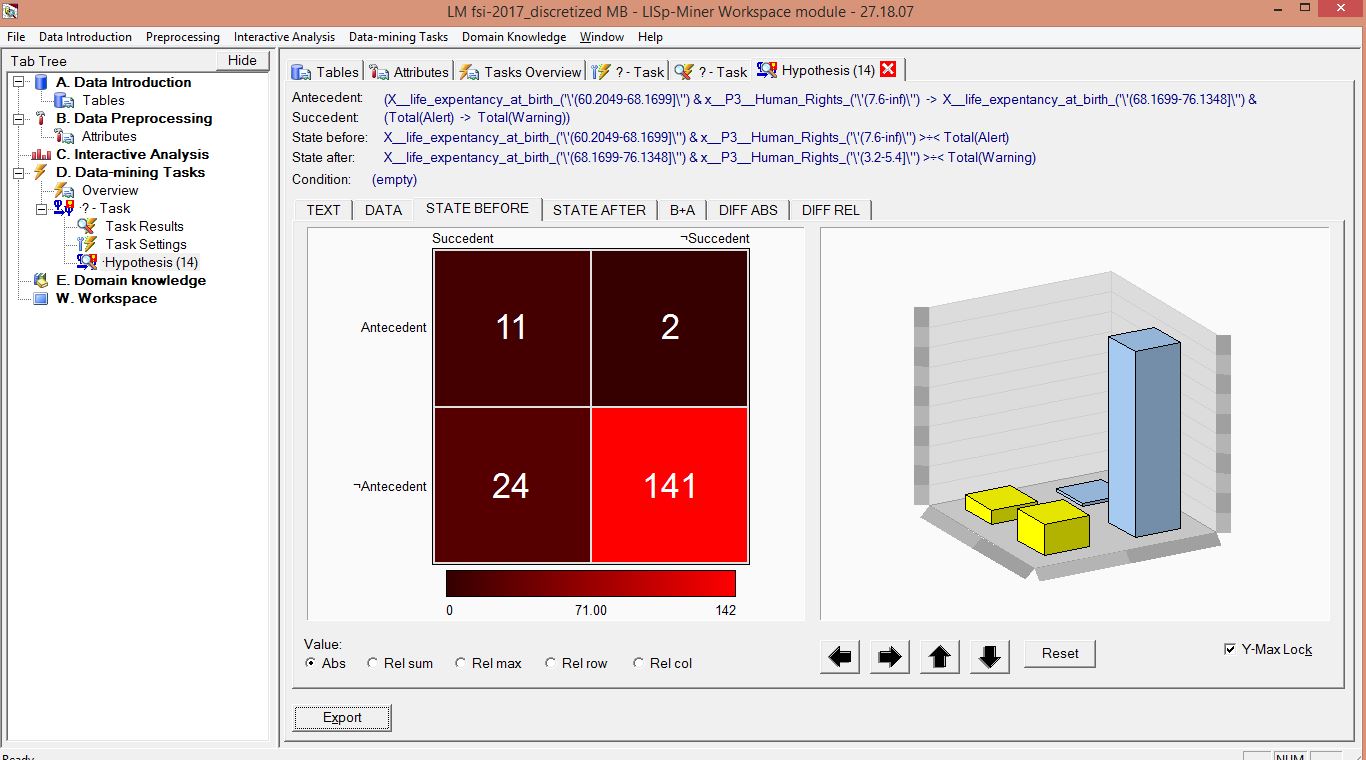 LM fsi-2017_discretized MB - LISp-Miner Workspace module - 27.18.07
File Data Introduction Preprocessing Interactive Analysis Data-mining Tasks Domain Knowledge Window Help
Tab Tree Hide
A. Data Introduction
Tables
B. Data Preprocessing
Attributes
C. Interactive Analysis
D. Data-mining Tasks
Overview
? - Task
Task Results
Task Settings
Hypothesis (14)
E. Domain knowledge
W. Workspace
Tables Attributes Tasks Overview ? - Task ? - Task Hypothesis (14)
Antecedent: (X__life_expentancy_at_birth_('\'(60.2049-68.1699]\'') & x__P3__Human_Rights_('\'(7.6-inf)\'') -> X__life_expentancy_at_birth_('\'(68.1699-76.1348]\'') &
Succedent: (Total(Alert) -> Total(Warning))
State before: X__life_expentancy_at_birth_('\'(60.2049-68.1699]\'') & x__P3__Human_Rights_('\'(7.6-inf)\'') >÷< Total(Alert)
State after: X__life_expentancy_at_birth_('\'(68.1699-76.1348]\'') & x__P3__Human_Rights_('\'(3.2-5.4]\'') >÷< Total(Warning)
Condition: (empty)
TEXT DATA STATE BEFORE STATE AFTER B+A DIFF ABS DIFF REL
Succedent ¬Succedent
Antecedent 11 2
¬Antecedent 24 141
0 71.00 142
Value:
Abs Rel sum Rel max Rel row Rel col
Reset
Y-Max Lock
Export
Ready
NUM